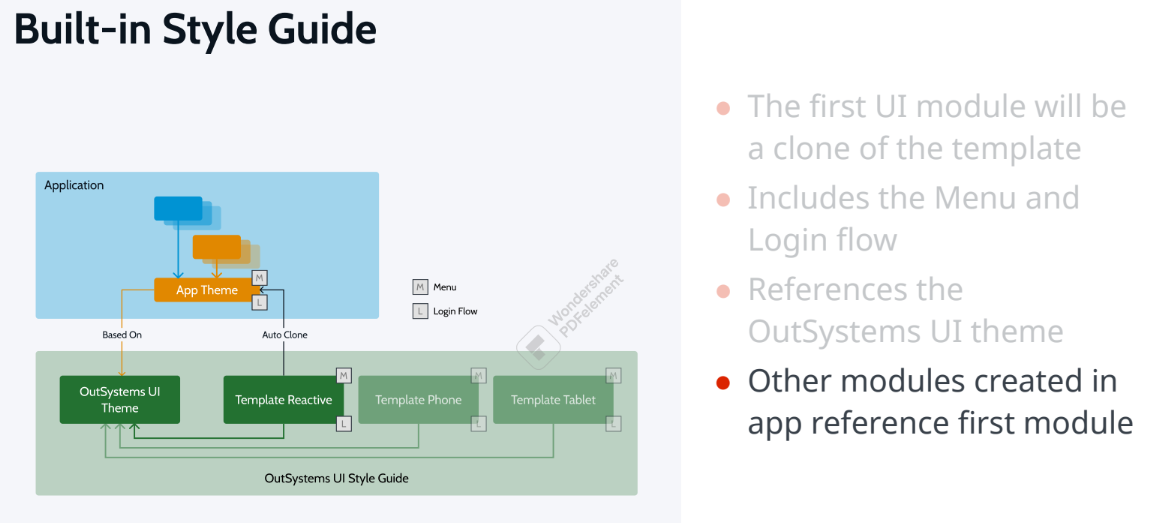 Built-in Style Guide
Application
App Theme
M
L
M Menu
L Login Flow
Based On
Auto Clone
OutSystems UI
Theme
Template Reactive
M
L
Template Phone
M
L
Template Tablet
M
L
OutSystems UI Style Guide
Wondershare
PDFelement
● The first UI module will be
a clone of the template
● Includes the Menu and
Login flow
● References the
OutSystems UI theme
● Other modules created in
app reference first module